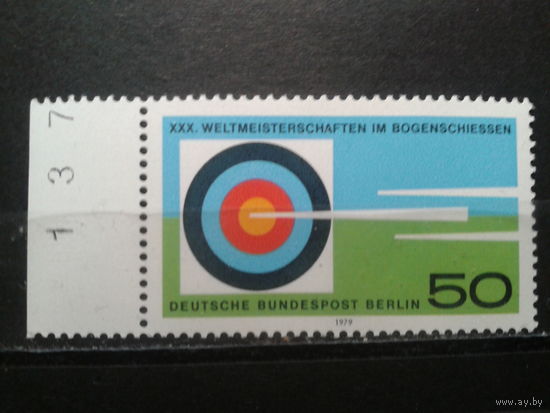 1 3 7
XXX. WELTMEISTERSCHAFTEN IM BOGENSCHIESSEN
DEUTSCHE BUNDESPOST BERLIN 50
1979
© www.ay.by